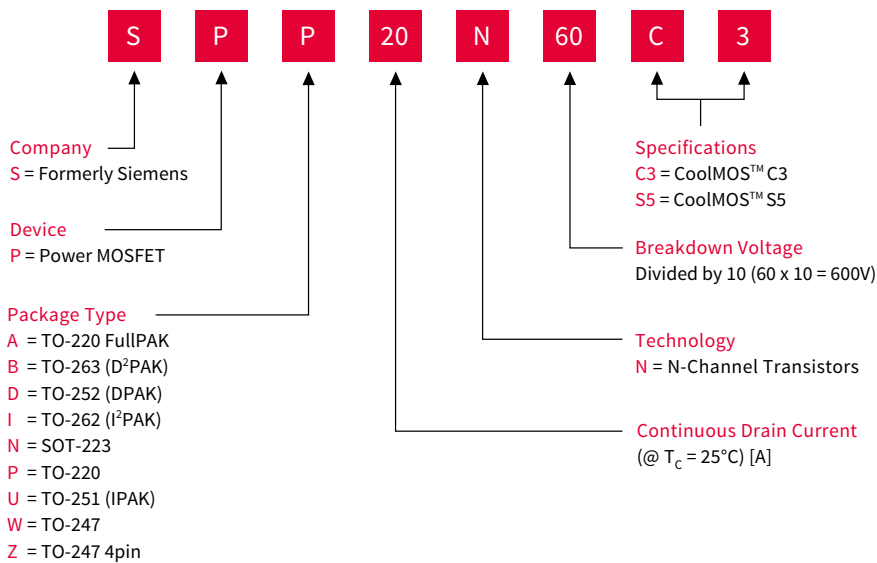 S P P 20 N 60 C 3
Company
S = Formerly Siemens
Device
P = Power MOSFET
Package Type
A = TO-220 FullPAK
B = TO-263 (D²PAK)
D = TO-252 (DPAK)
I = TO-262 (I²PAK)
N = SOT-223
P = TO-220
U = TO-251 (IPAK)
W = TO-247
Z = TO-247 4pin
Specifications
C3 = CoolMOS™ C3
S5 = CoolMOS™ S5
Breakdown Voltage
Divided by 10 (60 x 10 = 600V)
Technology
N = N-Channel Transistors
Continuous Drain Current
(@ T_C = 25°C) [A]